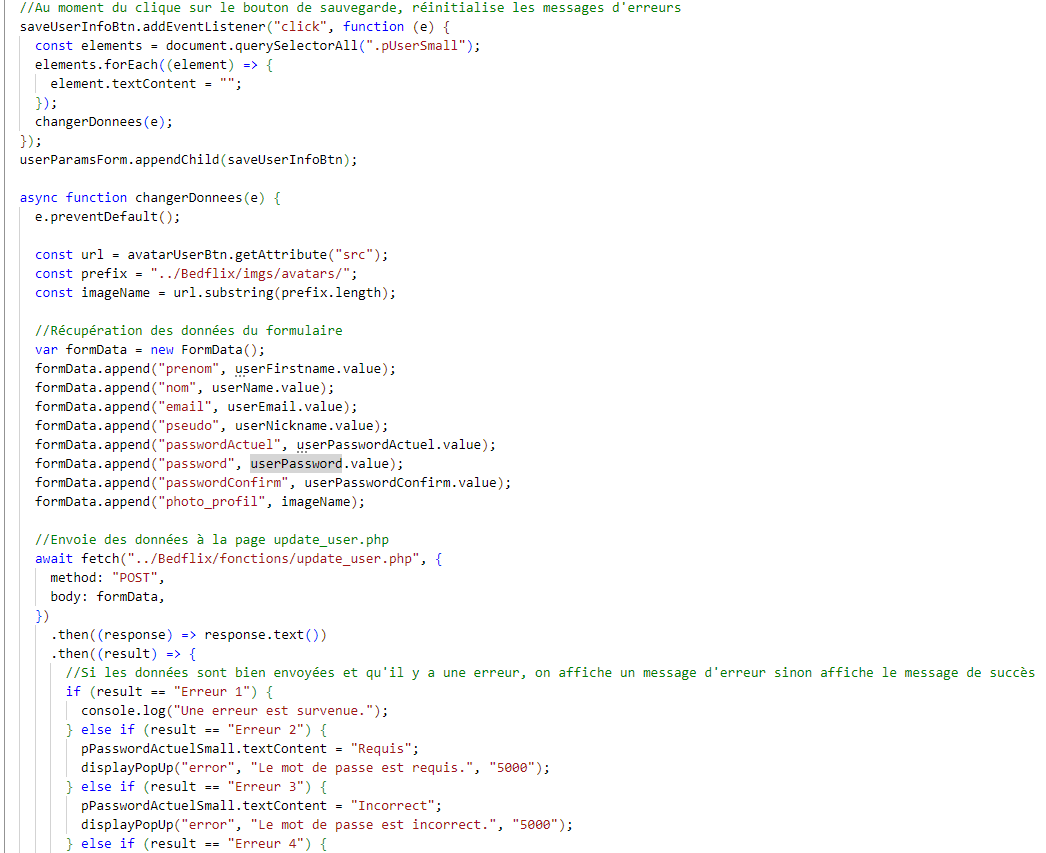 //Au moment du clique sur le bouton de sauvegarde, réinitialise les messages d'erreurs
saveUserInfoBtn.addEventListener("click", function (e) {
const elements = document.querySelectorAll(".pUserSmall");
elements.forEach((element) => {
element.textContent = "";
});
changerDonnees(e);
});
userParamsForm.appendChild(saveUserInfoBtn);
async function changerDonnees(e) {
e.preventDefault();
const url = avatarUserBtn.getAttribute("src");
const prefix = "../Bedflix/imgs/avatars/";
const imageName = url.substring(prefix.length);
//Récupération des données du formulaire
var formData = new FormData();
formData.append("prenom", userFirstname.value);
formData.append("nom", userName.value);
formData.append("email", userEmail.value);
formData.append("pseudo", userNickname.value);
formData.append("passwordActuel", userPasswordActuel.value);
formData.append("password", userPassword.value);
formData.append("passwordConfirm", userPasswordConfirm.value);
formData.append("photo_profil", imageName);
//Envoie des données à la page update_user.php
await fetch("../Bedflix/fonctions/update_user.php", {
method: "POST",
body: formData,
})
.then((response) => response.text())
.then((result) => {
//Si les données sont bien envoyées et qu'il y a une erreur, on affiche un message d'erreur sinon affiche le message de succès
if (result == "Erreur 1") {
console.log("Une erreur est survenue.");
} else if (result == "Erreur 2") {
pPasswordActuelSmall.textContent = "Requis";
displayPopUp("error", "Le mot de passe est requis.", "5000");
} else if (result == "Erreur 3") {
pPasswordActuelSmall.textContent = "Incorrect";
displayPopUp("error", "Le mot de passe est incorrect.", "5000");
} else if (result == "Erreur 4") {